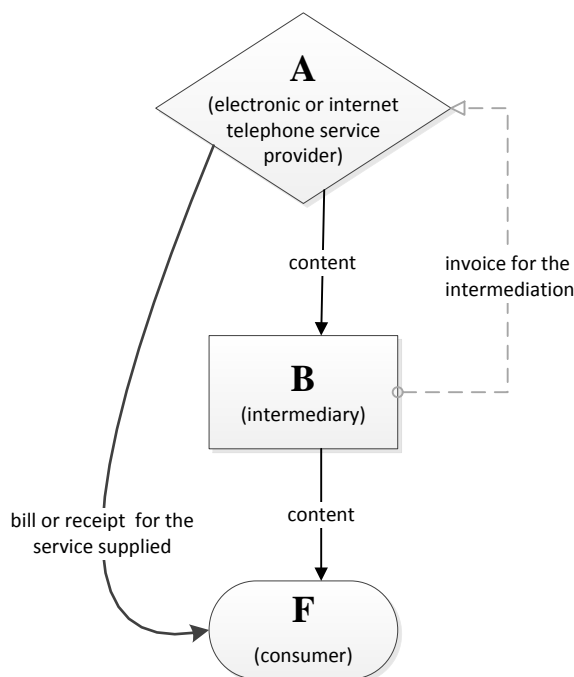 A
(electronic or internet
telephone service
provider)
content
invoice for the
intermediation
B
(intermediary)
content
bill or receipt  for the
service supplied
F
(consumer)